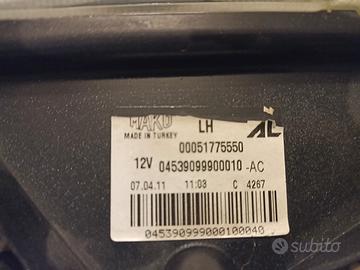 MAKO
MADE IN TURKEY
LH
AL
00051775550
12V
04539099900010-AC
07.04.11 11:03 C 4267
045390999000100040
subito